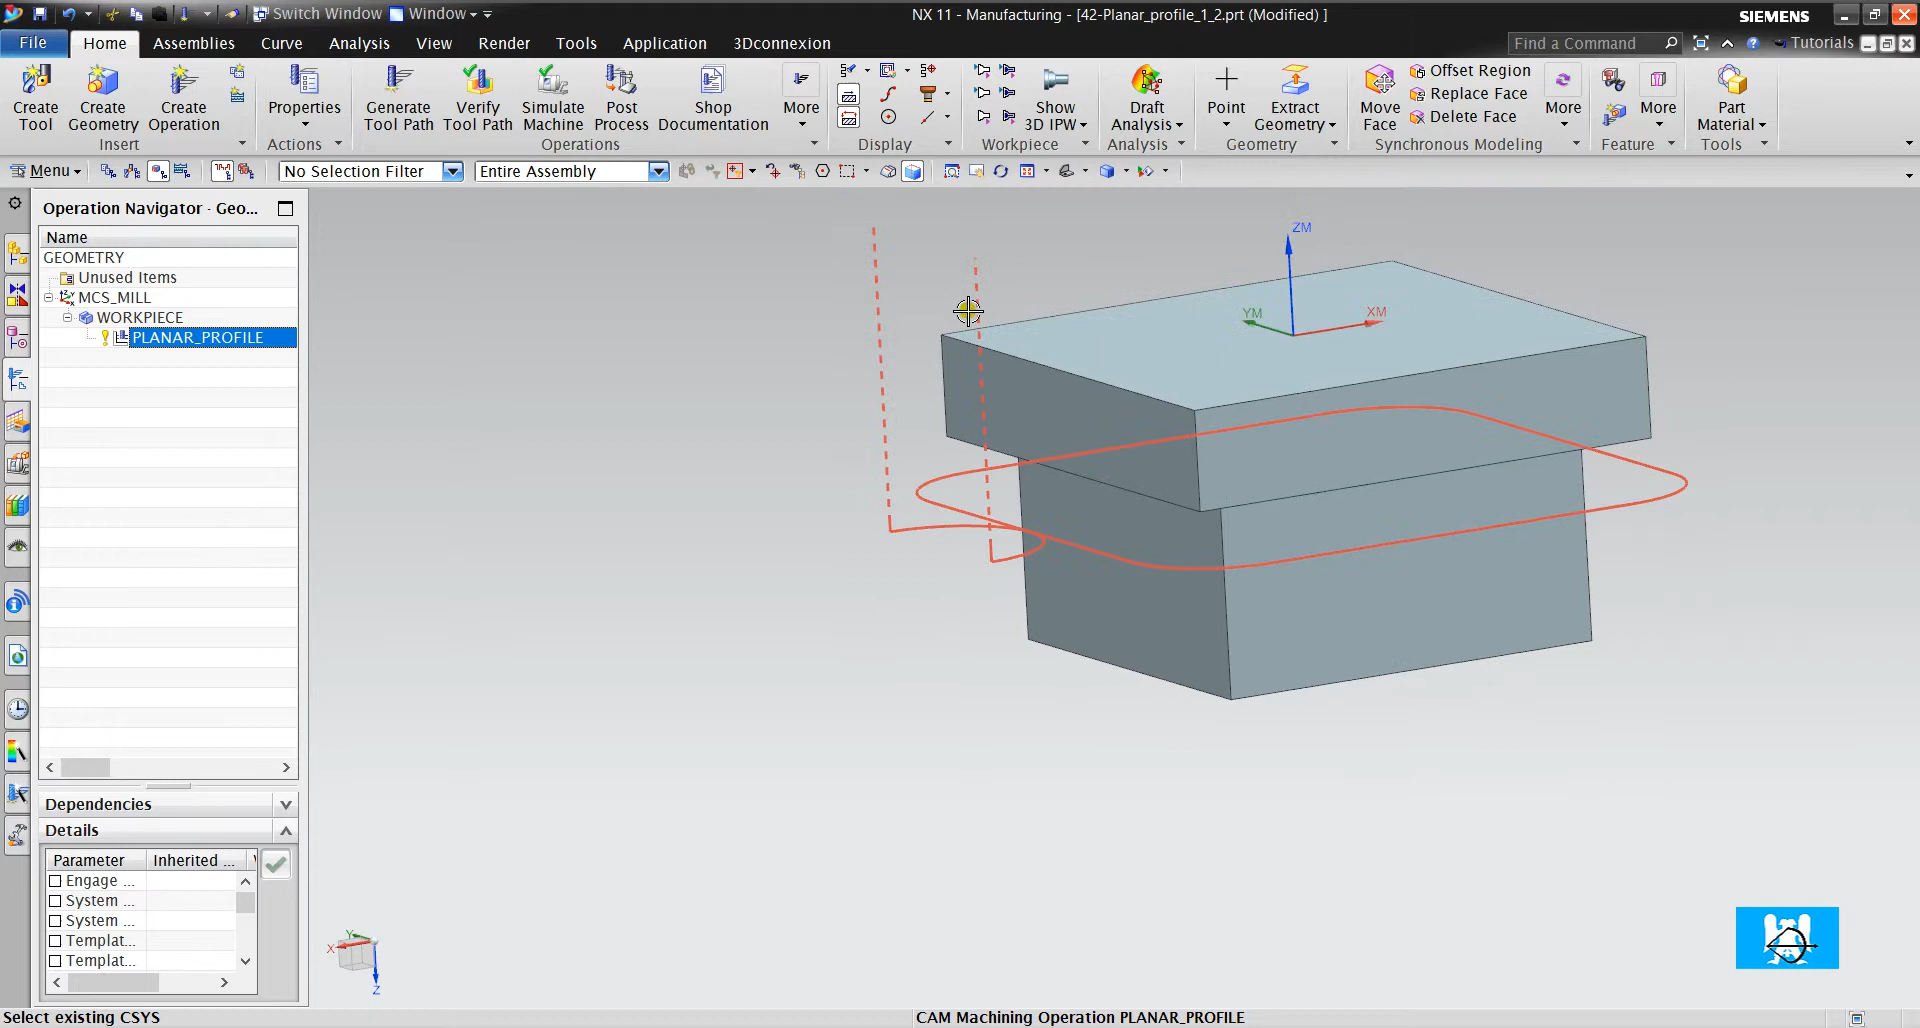 Switch Window Window NX 11 - Manufacturing - [42-Planar_profile_1_2.prt (Modified) ] SIEMENS
File Home Assemblies Curve Analysis View Render Tools Application 3Dconnexion Find a Command Tutorials
Create Tool Create Geometry Create Operation Properties Generate Tool Path Verify Tool Path Simulate Machine Post Process Shop Documentation More Show 3D IPW Draft Analysis Point Extract Geometry Move Face Offset Region Replace Face Delete Face More More Part Material
Insert Actions Operations Display Workpiece Analysis Geometry Synchronous Modeling Feature Tools
Menu No Selection Filter Entire Assembly
Operation Navigator - Geo...
Name
GEOMETRY
Unused Items
MCS_MILL
WORKPIECE
PLANAR_PROFILE
ZM
YM
XM
Dependencies
Details
Parameter Inherited ...
Engage ...
System ...
System ...
Templat...
Templat...
Y
X
Z
Select existing CSYS CAM Machining Operation PLANAR_PROFILE